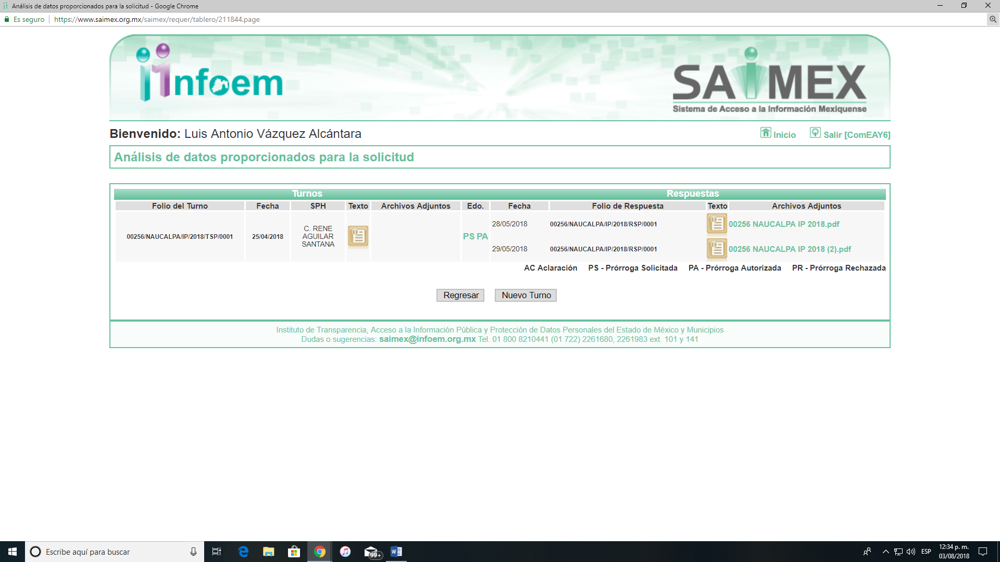 Análisis de datos proporcionados para la solicitud - Google Chrome
Es seguro https://www.saimex.org.mx/saimex/requer/tablero/211844.page
infoem
SAIMEX
Sistema de Acceso a la Información Mexiquense
Bienvenido: Luis Antonio Vázquez Alcántara
Inicio Salir [ComEAY6]
Análisis de datos proporcionados para la solicitud
Turnos Respuestas
Folio del Turno Fecha SPH Texto Archivos Adjuntos Edo. Fecha Folio de Respuesta Texto Archivos Adjuntos
00256/NAUCALPA/IP/2018/TSP/0001 25/04/2018 C. RENE AGUILAR SANTANA PS PA
28/05/2018 00256/NAUCALPA/IP/2018/RSP/0001 00256 NAUCALPA IP 2018.pdf
29/05/2018 00256/NAUCALPA/IP/2018/RSP/0001 00256 NAUCALPA IP 2018 (2).pdf
AC Aclaración PS - Prórroga Solicitada PA - Prórroga Autorizada PR - Prórroga Rechazada
Regresar Nuevo Turno
Instituto de Transparencia, Acceso a la Información Pública y Protección de Datos Personales del Estado de México y Municipios
Dudas o sugerencias: saimex@infoem.org.mx Tel. 01 800 8210441 (01 722) 2261680, 2261983 ext. 101 y 141
Escribe aquí para buscar
99+
ESP
12:34 p. m.
03/08/2018